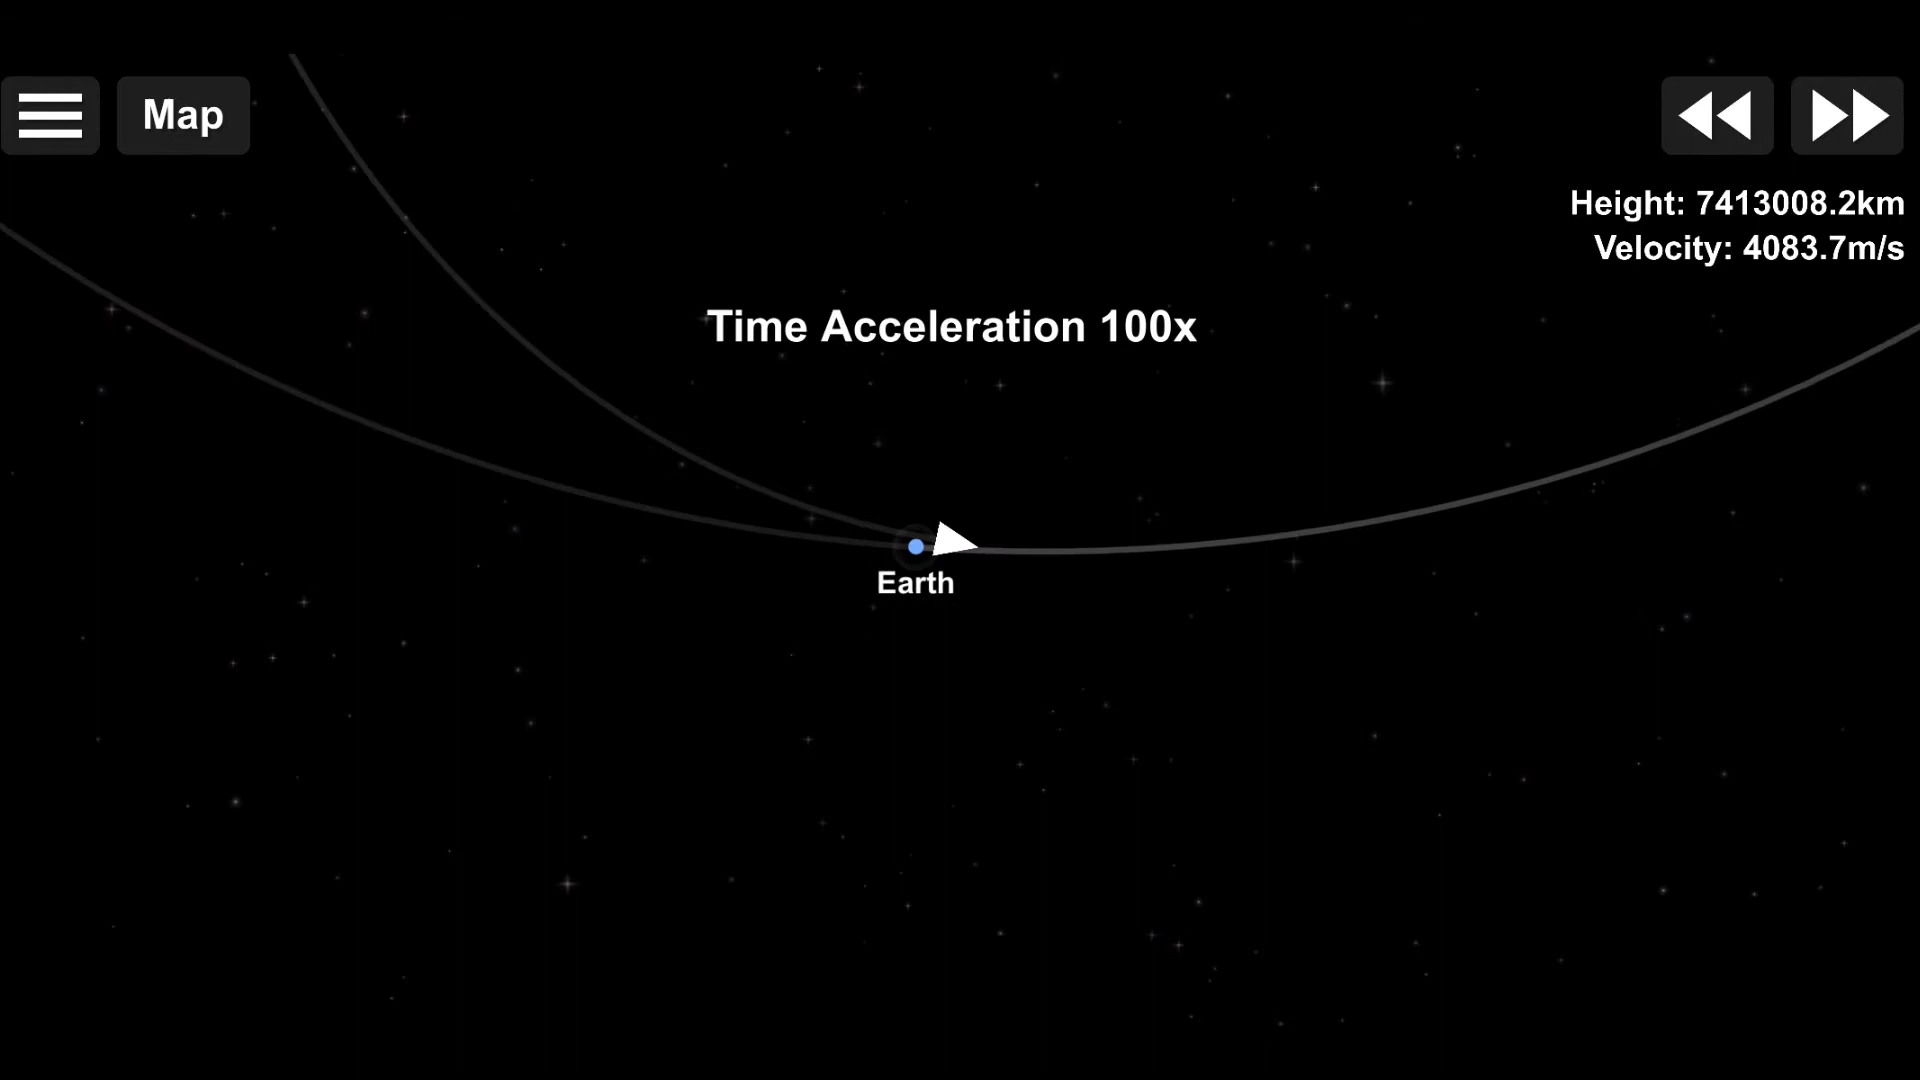 Map
Height: 7413008.2km
Velocity: 4083.7m/s
Time Acceleration 100x
Earth